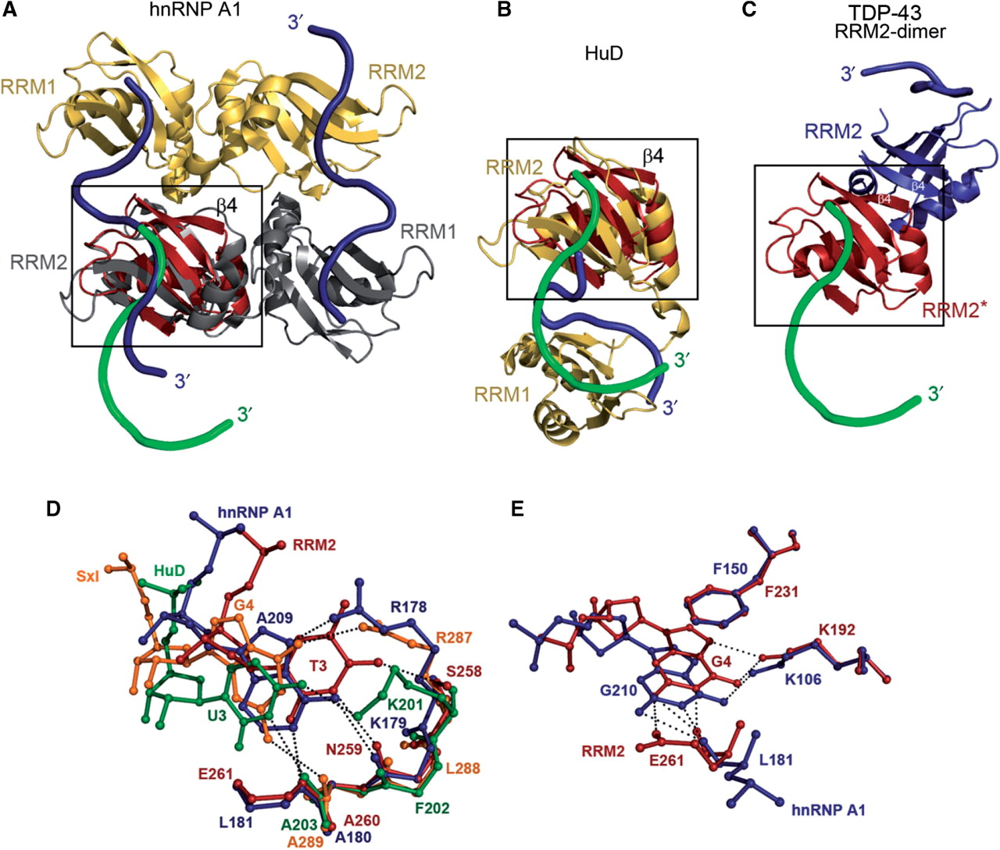 A
hnRNP A1
3′
RRM1
RRM2
β4
RRM2
RRM1
3′
3′
B
HuD
RRM2
β4
RRM1
3′
3′
C
TDP-43
RRM2-dimer
3′
RRM2
β4
β4
RRM2*
3′
D
hnRNP A1
RRM2
Sxl
HuD
G4
A209
R178
R287
T3
S258
K201
U3
K179
N259
L288
E261
F202
L181
A203
A260
A289
A180
E
F150
F231
K192
G4
K106
G210
RRM2
E261
L181
hnRNP A1